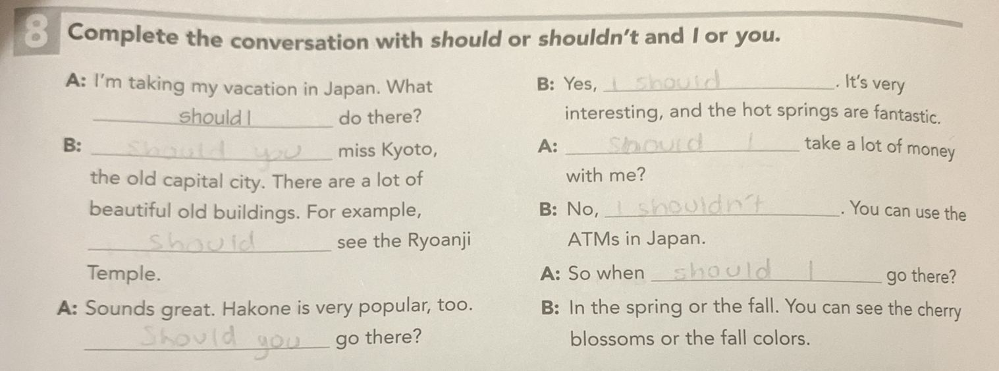 8 Complete the conversation with should or shouldn't and I or you.
A: I'm taking my vacation in Japan. What
should I do there?
B: should you miss Kyoto,
the old capital city. There are a lot of
beautiful old buildings. For example,
should see the Ryoanji
Temple.
A: Sounds great. Hakone is very popular, too.
Should you go there?
B: Yes, I should. It's very
interesting, and the hot springs are fantastic.
A: Should I take a lot of money
with me?
B: No, I shouldn't. You can use the
ATMs in Japan.
A: So when should I go there?
B: In the spring or the fall. You can see the cherry
blossoms or the fall colors.